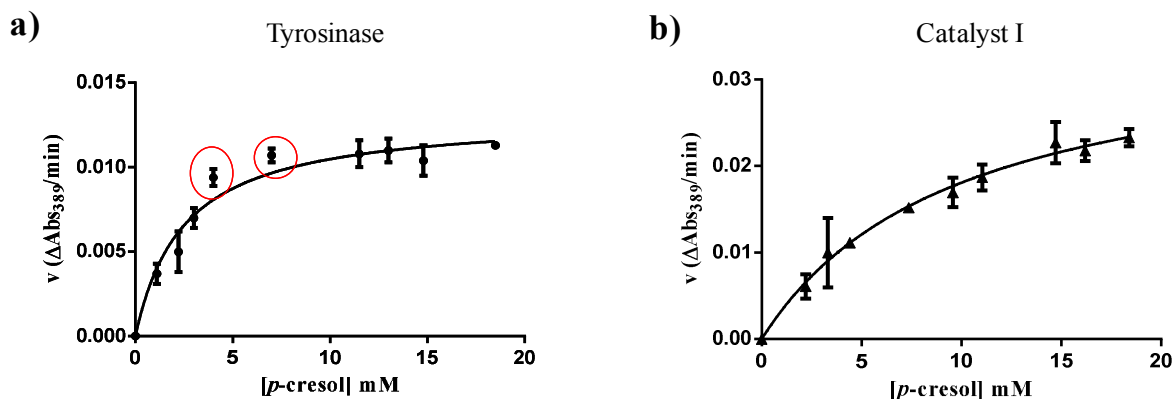 a)
Tyrosinase
v (ΔAbs389/min)
0.015
0.010
0.005
0.000
0
5
10
15
20
[p-cresol] mM
b)
Catalyst I
v (ΔAbs389/min)
0.03
0.02
0.01
0.00
0
5
10
15
20
[p-cresol] mM